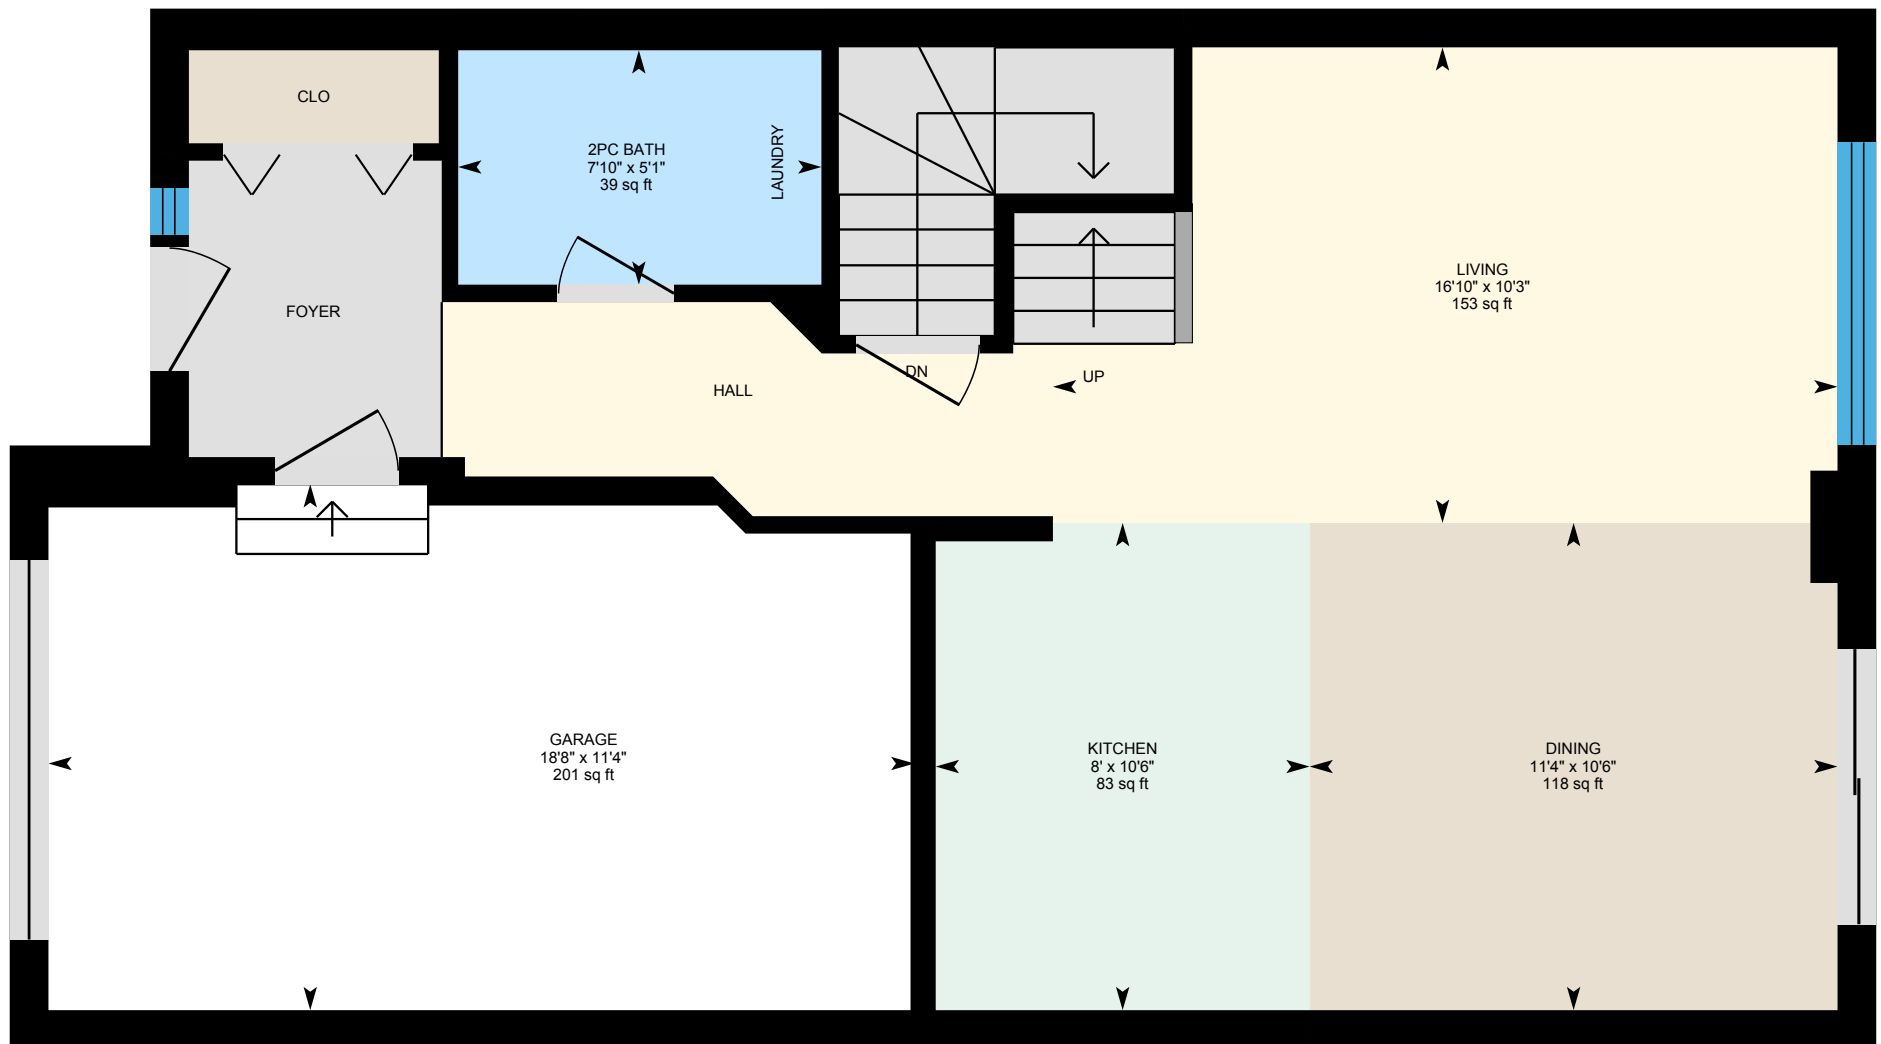 CLO
2PC BATH
7'10" x 5'1"
39 sq ft
LAUNDRY
FOYER
LIVING
16'10" x 10'3"
153 sq ft
HALL
DN
UP
GARAGE
18'8" x 11'4"
201 sq ft
KITCHEN
8' x 10'6"
83 sq ft
DINING
11'4" x 10'6"
118 sq ft